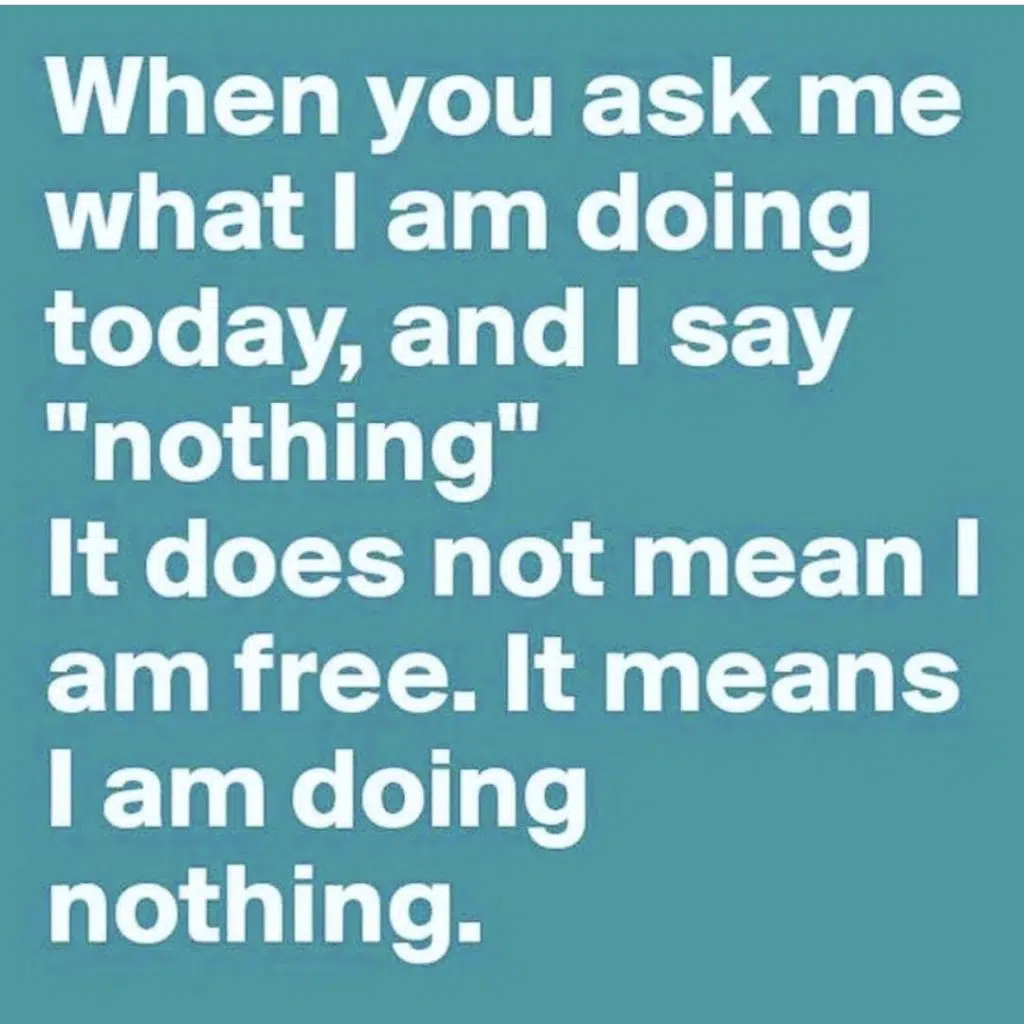 When you ask me
what I am doing
today, and I say
"nothing"
It does not mean I
am free. It means
I am doing
nothing.